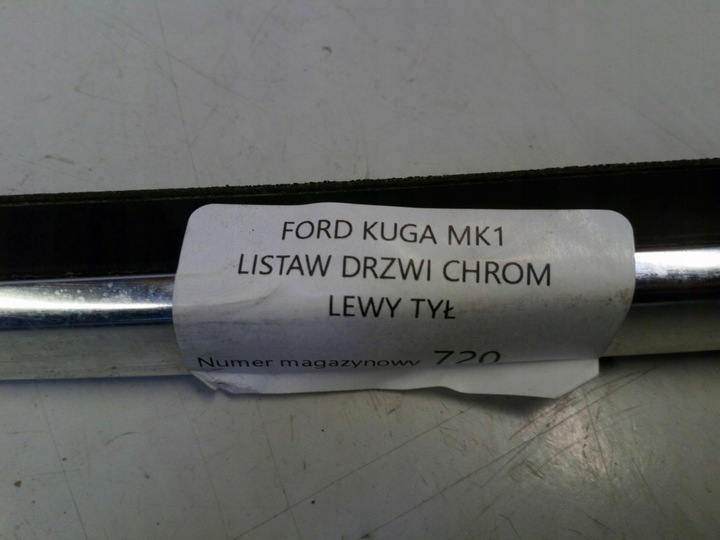 FORD KUGA MK1
LISTAW DRZWI CHROM
LEWY TYŁ
Numer magazynowy 720